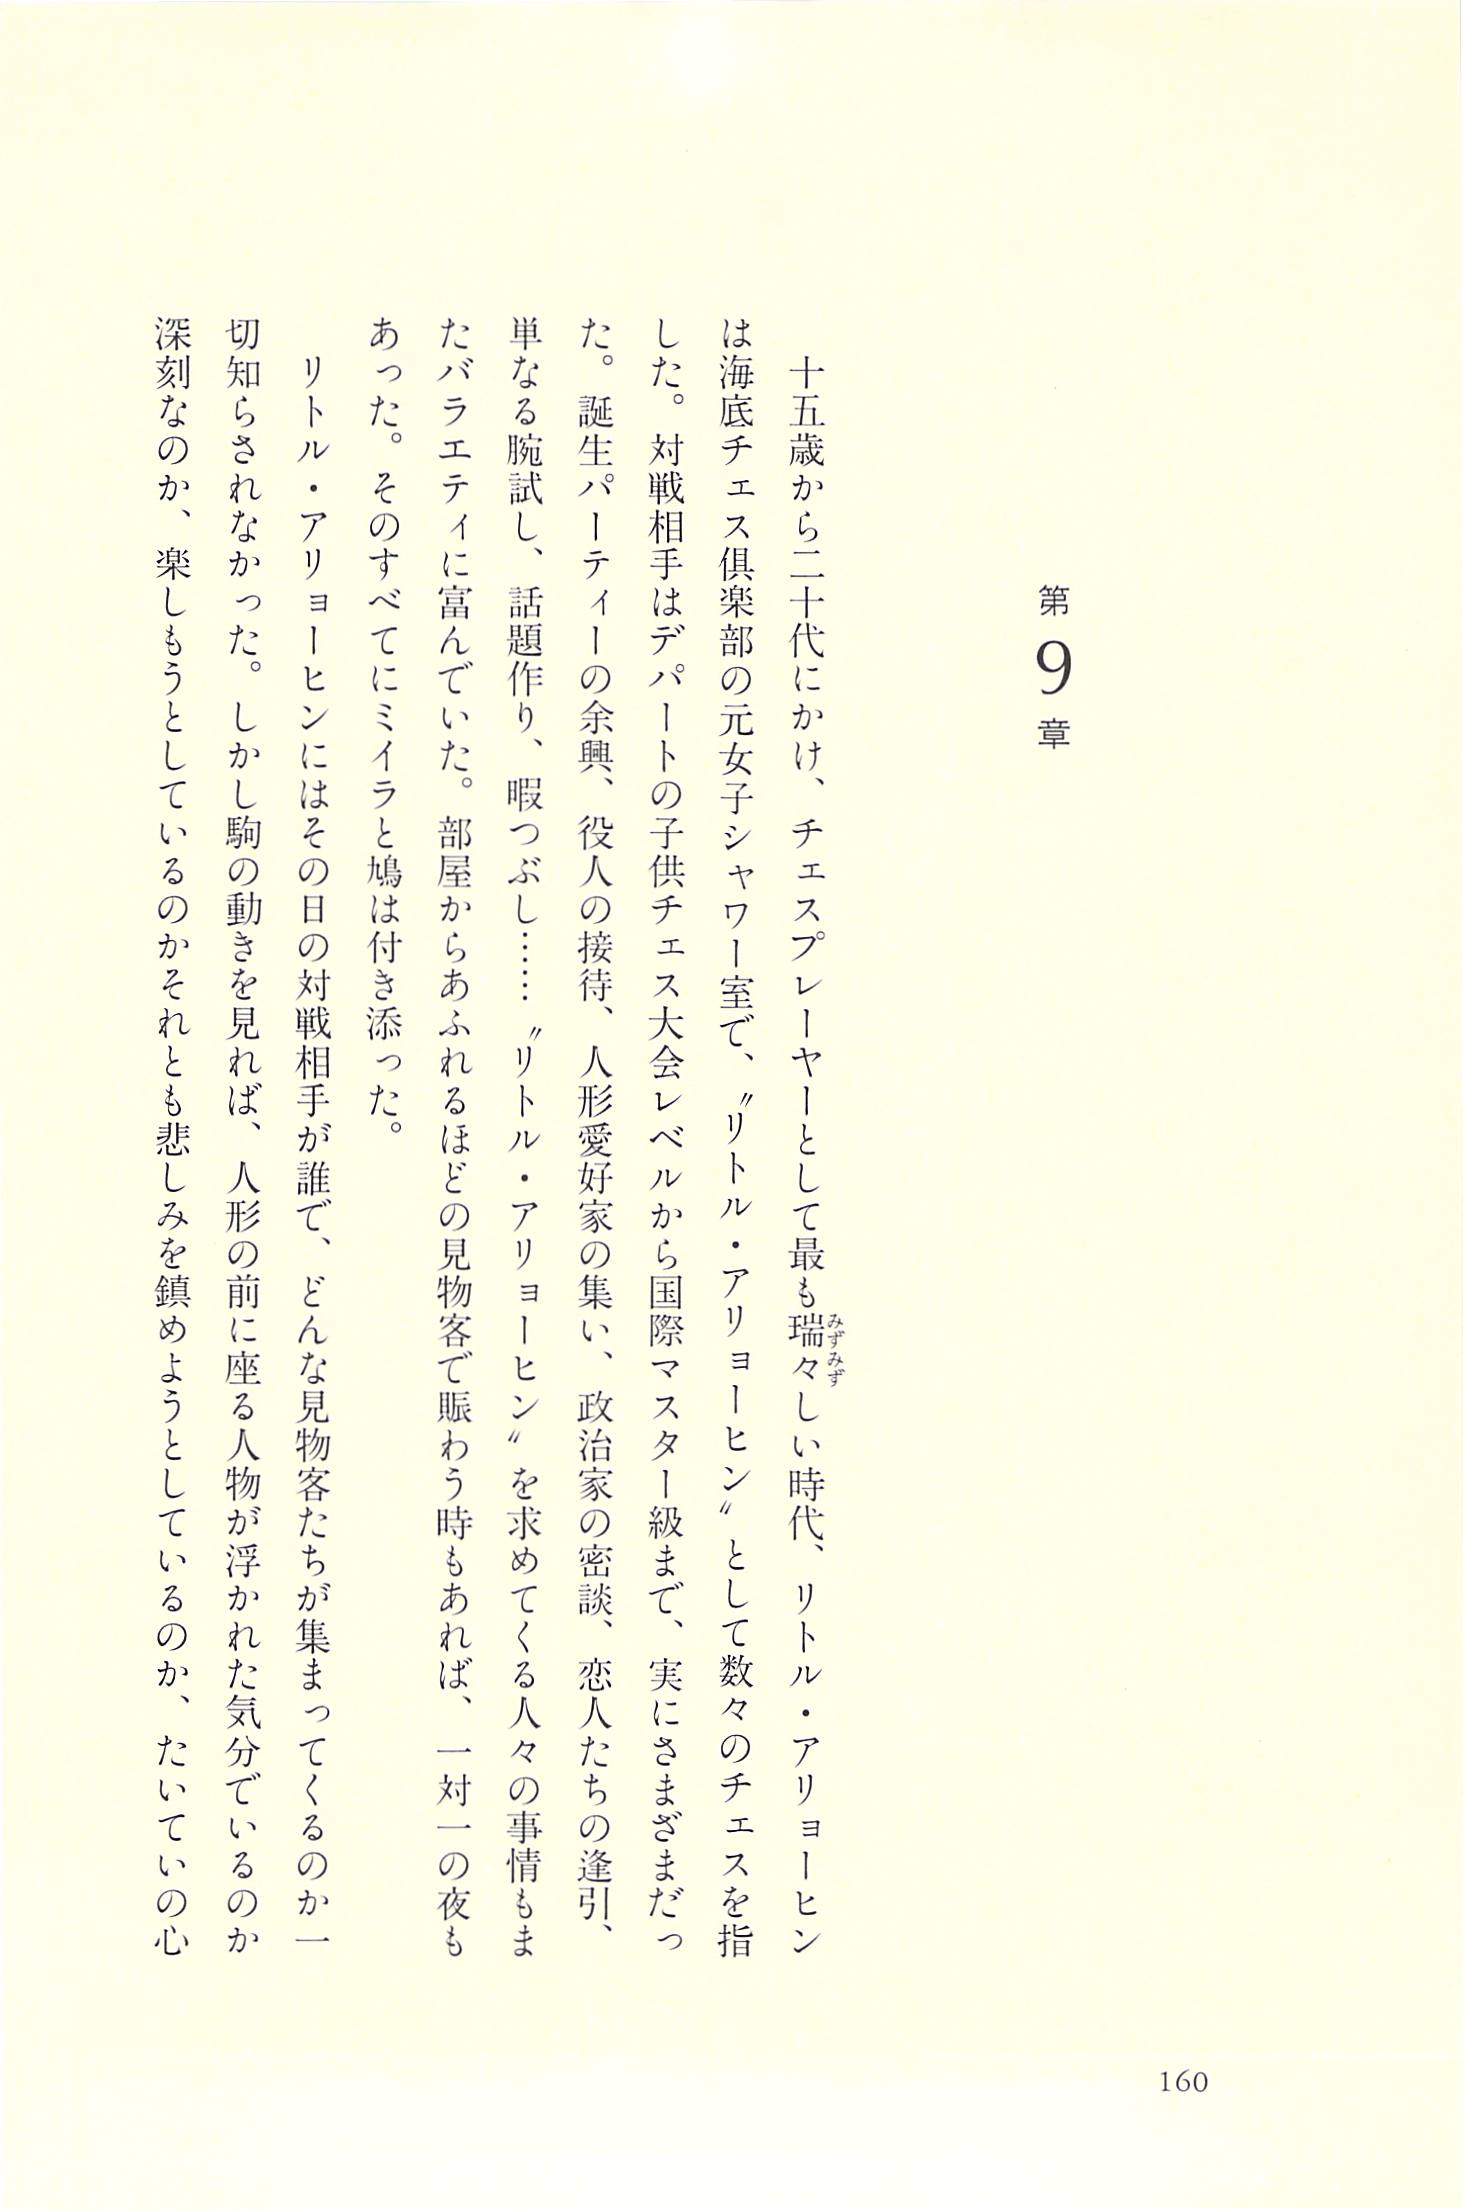 第9章
十五歳から二十代にかけ、チェスプレーヤーとして最も瑞々しい時代、リトル・アリョーヒン
みずみず
は海底チェス倶楽部の元女子シャワー室で、〝リトル・アリョーヒン〟として数々のチェスを指
した。対戦相手はデパートの子供チェス大会レベルから国際マスター級まで、実にさまざまだっ
た。誕生パーティーの余興、役人の接待、人形愛好家の集い、政治家の密談、恋人たちの逢引、
単なる腕試し、話題作り、暇つぶし……〝リトル・アリョーヒン〟を求めてくる人々の事情もま
たバラエティに富んでいた。部屋からあふれるほどの見物客で賑わう時もあれば、一対一の夜も
あった。そのすべてにミイラと鳩は付き添った。
リトル・アリョーヒンにはその日の対戦相手が誰で、どんな見物客たちが集まってくるのか一
切知らされなかった。しかし駒の動きを見れば、人形の前に座る人物が浮かれた気分でいるのか
深刻なのか、楽しもうとしているのかそれとも悲しみを鎮めようとしているのか、たいていの心
160